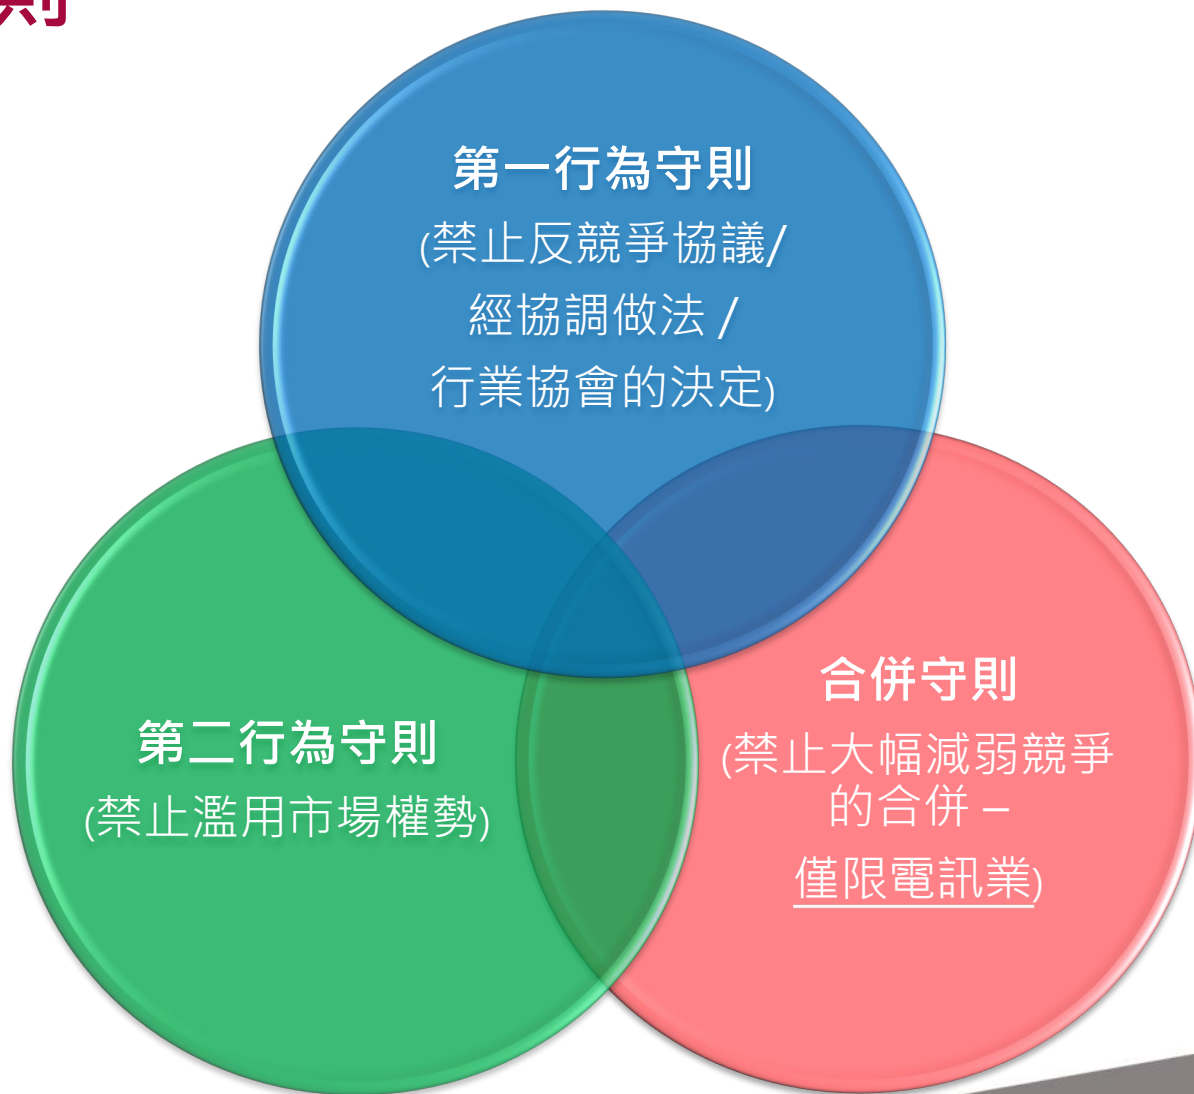 則
第一行為守則
(禁止反競爭協議/
經協調做法 /
行業協會的決定)
第二行為守則
(禁止濫用市場權勢)
合併守則
(禁止大幅減弱競爭
的合併 –
僅限電訊業)